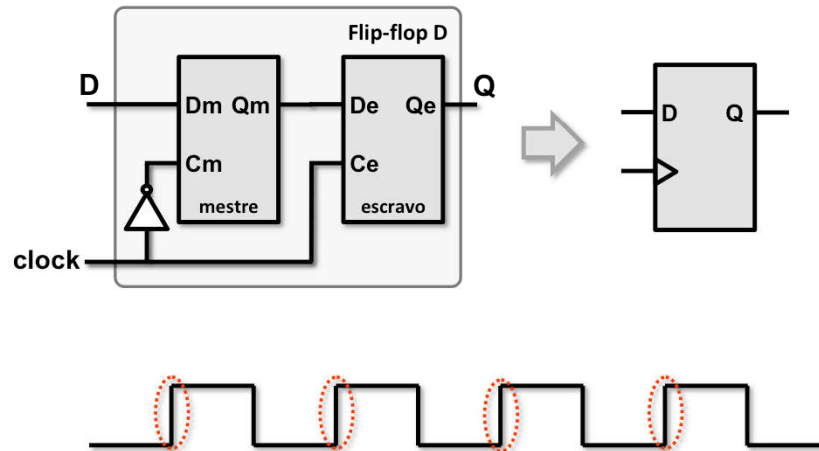 Flip-flop D
D
Dm Qm
De Qe
Q
D Q
Cm
Ce
mestre
escravo
clock